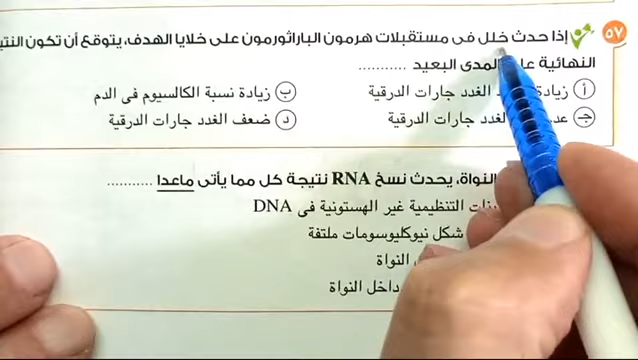 ٥٧ إذا حدث خلل فى مستقبلات هرمون الباراثورمون على خلايا الهدف، يتوقع أن تكون
النهائية المدى البعيد ...........
أ زيادة الغدد جارات الدرقية
ب زيادة نسبة الكالسيوم فى الدم
جـ الغدد جارات الدرقية
د ضعف الغدد جارات الدرقية
النواة، يحدث نسخ RNA نتيجة كل مما يأتى ماعدا ...........
التنظيمية غير الهستونية فى DNA
شكل نيوكليوسومات ملتفة
النواة
داخل النواة